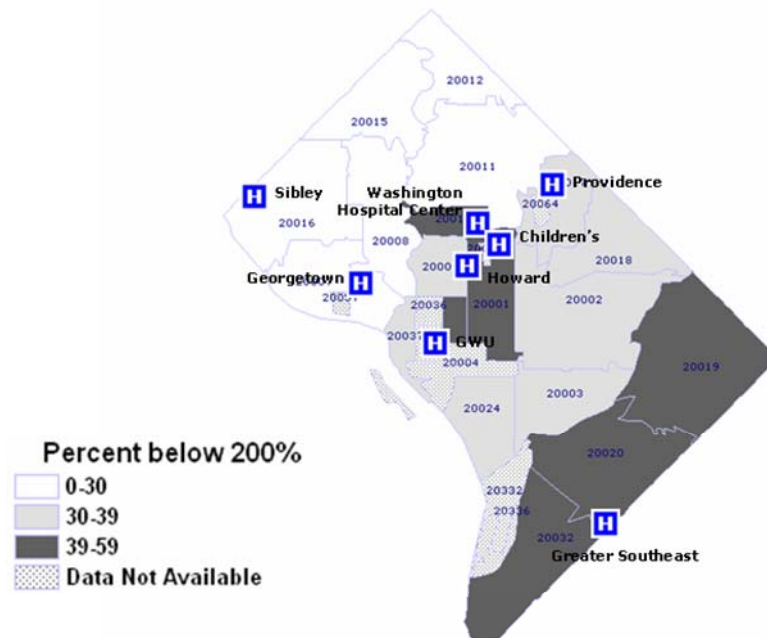 20012
20015
20011
H Providence
20064
Washington
Hospital Center H
H Sibley
20016
H Children's
20008
20018
Georgetown H
H
Howard
20002
20036
20001
20037
H GWU
20004
20019
20003
20024
Percent below 200%
0-30
30-39
39-59
Data Not Available
20020
20332
20336
H
20032
Greater Southeast